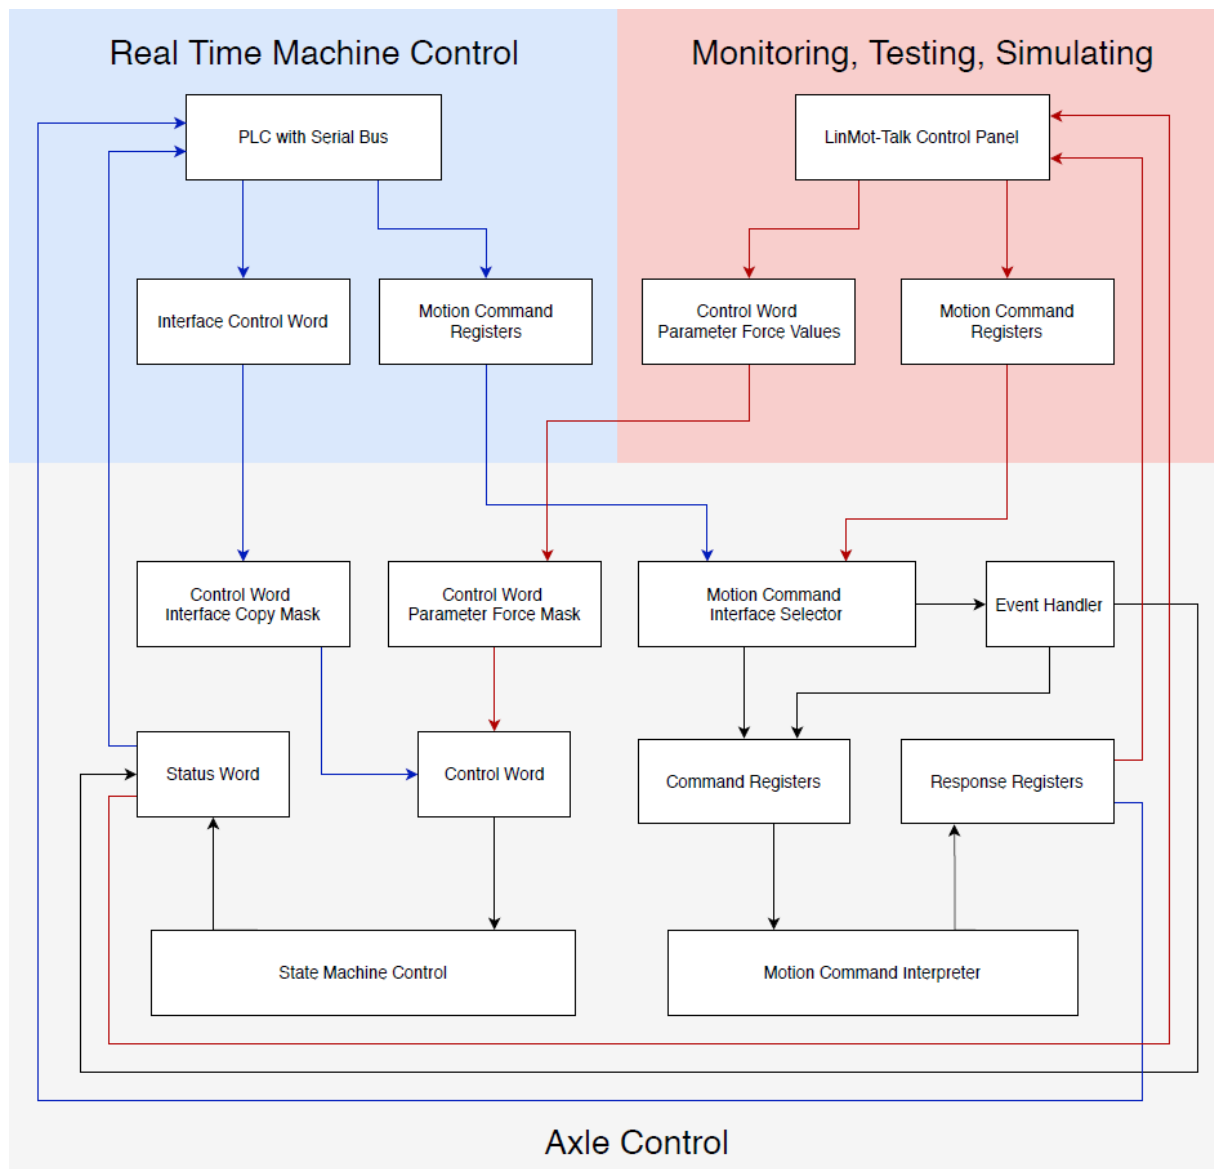 Real Time Machine Control
Monitoring, Testing, Simulating
PLC with Serial Bus
LinMot-Talk Control Panel
Interface Control Word
Motion Command
Registers
Control Word
Parameter Force Values
Motion Command
Registers
Control Word
Interface Copy Mask
Control Word
Parameter Force Mask
Motion Command
Interface Selector
Event Handler
Status Word
Control Word
Command Registers
Response Registers
State Machine Control
Motion Command Interpreter
Axle Control